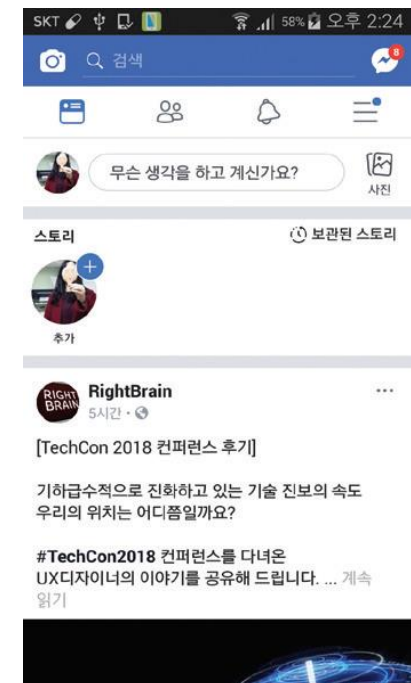 SKT 58% 오후 2:24
검색
8
무슨 생각을 하고 계신가요?
사진
스토리
보관된 스토리
추가
RIGHT
BRAIN
RightBrain
5시간 ·
[TechCon 2018 컨퍼런스 후기]
기하급수적으로 진화하고 있는 기술 진보의 속도
우리의 위치는 어디쯤일까요?
#TechCon2018 컨퍼런스를 다녀온
UX디자이너의 이야기를 공유해 드립니다. ... 계속
읽기